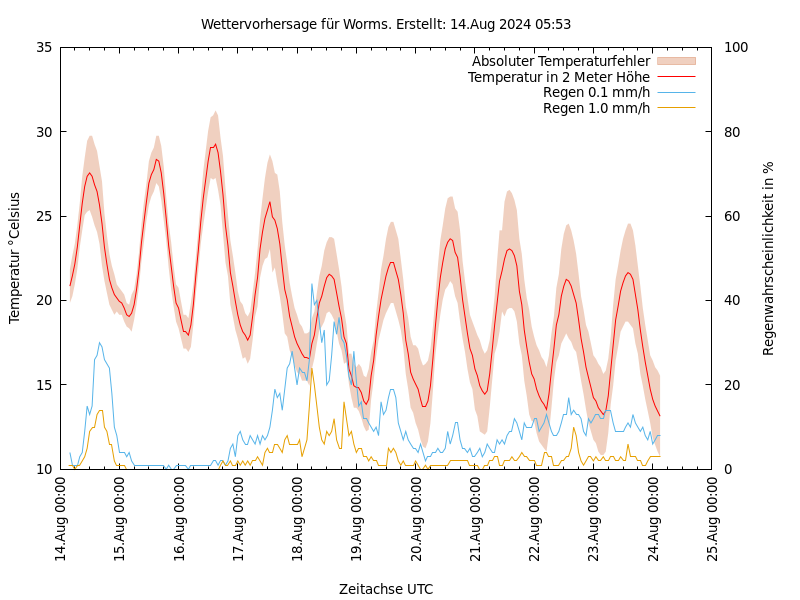 Wettervorhersage für Worms. Erstellt: 14.Aug 2024 05:53
Absoluter Temperaturfehler
Temperatur in 2 Meter Höhe
Regen 0.1 mm/h
Regen 1.0 mm/h
Temperatur °Celsius
35
30
25
20
15
10
100
80
60
40
20
0
Regenwahrscheinlichkeit in %
14.Aug 00:00
15.Aug 00:00
16.Aug 00:00
17.Aug 00:00
18.Aug 00:00
19.Aug 00:00
20.Aug 00:00
21.Aug 00:00
22.Aug 00:00
23.Aug 00:00
24.Aug 00:00
25.Aug 00:00
Zeitachse UTC